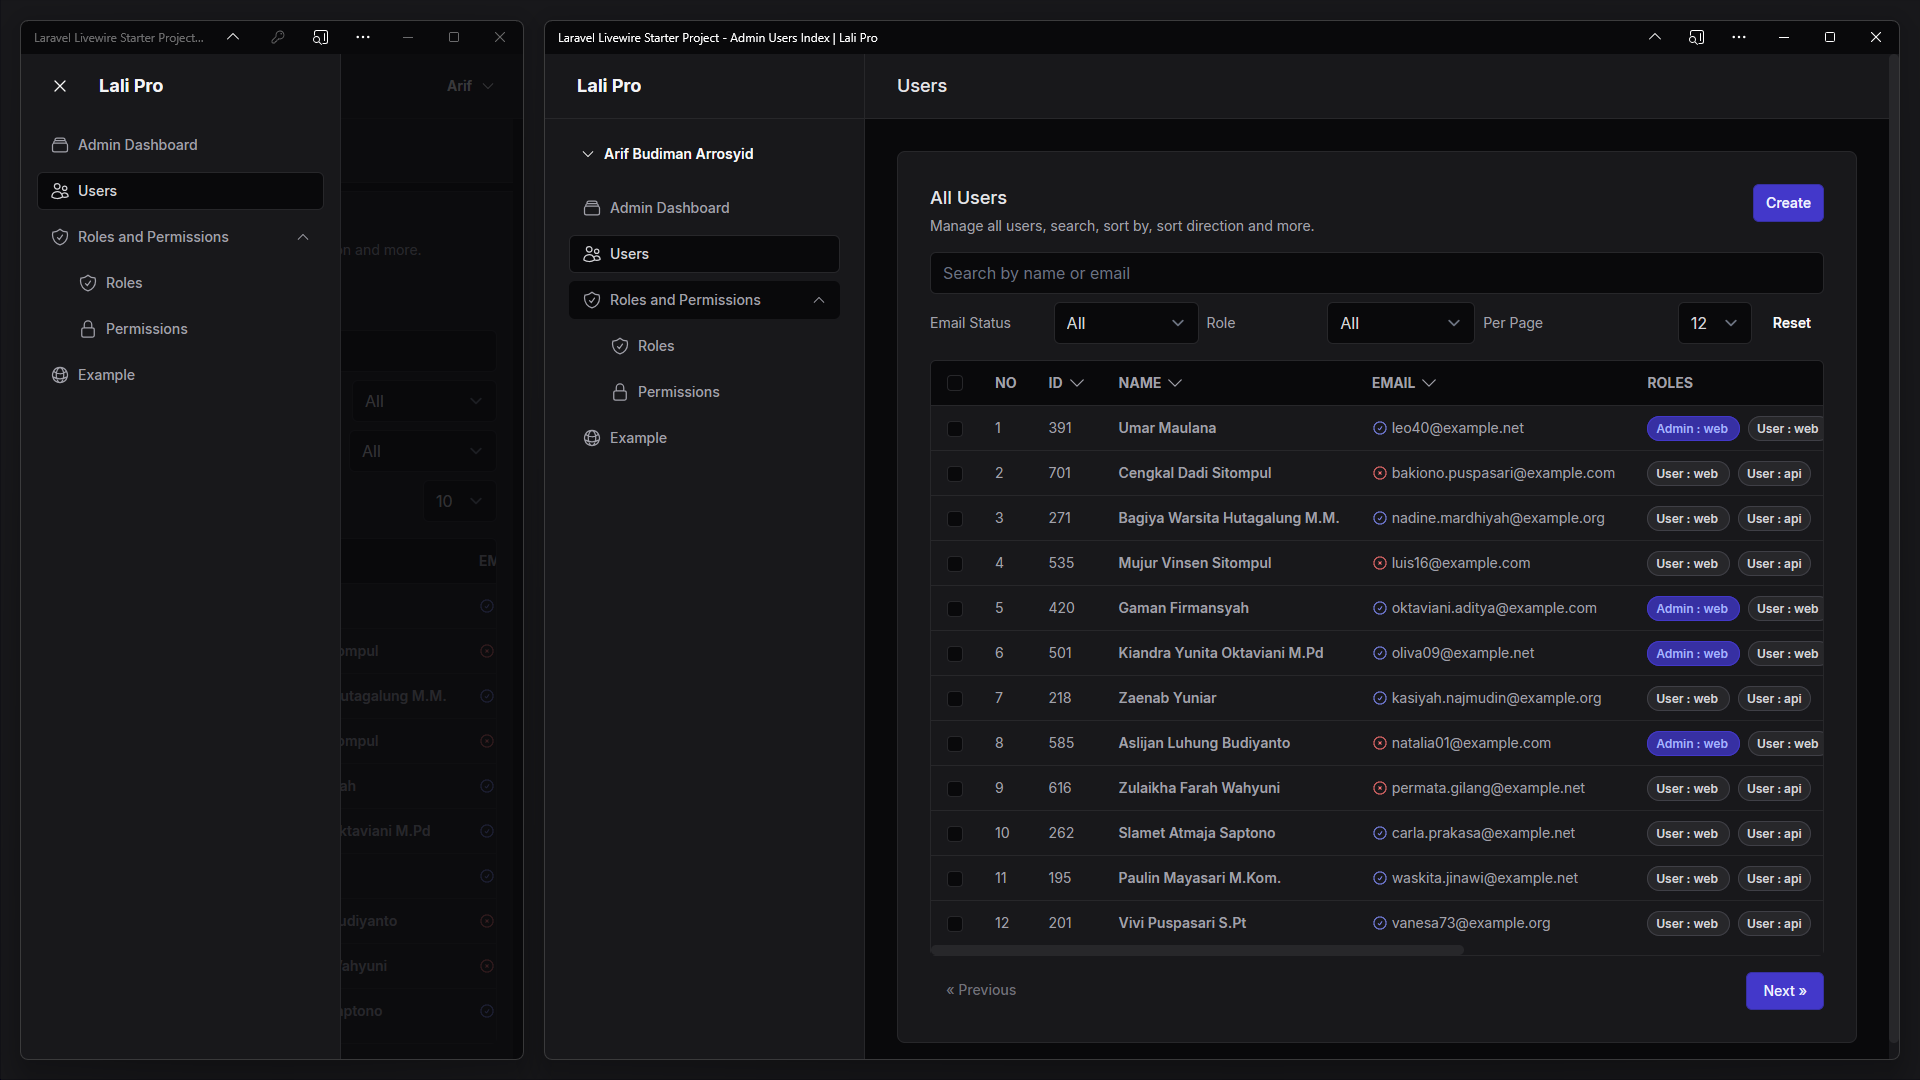 Laravel Livewire Starter Project...
Lali Pro
Arif
Admin Dashboard
Users
Roles and Permissions
on and more.
Roles
Permissions
Example
All
All
10
EM
ompul
utagalung M.M.
ompul
ah
ktaviani M.Pd
udiyanto
ahyuni
aptono
Laravel Livewire Starter Project - Admin Users Index | Lali Pro
Lali Pro
Arif Budiman Arrosyid
Admin Dashboard
Users
Roles and Permissions
Roles
Permissions
Example
Users
All Users
Create
Manage all users, search, sort by, sort direction and more.
Search by name or email
Email Status All Role All Per Page 12 Reset
NO ID NAME EMAIL ROLES
1 391 Umar Maulana leo40@example.net Admin : web User : web
2 701 Cengkal Dadi Sitompul bakiono.puspasari@example.com User : web User : api
3 271 Bagiya Warsita Hutagalung M.M. nadine.mardhiyah@example.org User : web User : api
4 535 Mujur Vinsen Sitompul luis16@example.com User : web User : api
5 420 Gaman Firmansyah oktaviani.aditya@example.com Admin : web User : web
6 501 Kiandra Yunita Oktaviani M.Pd oliva09@example.net Admin : web User : web
7 218 Zaenab Yuniar kasiyah.najmudin@example.org User : web User : api
8 585 Aslijan Luhung Budiyanto natalia01@example.com Admin : web User : web
9 616 Zulaikha Farah Wahyuni permata.gilang@example.net User : web User : api
10 262 Slamet Atmaja Saptono carla.prakasa@example.net User : web User : api
11 195 Paulin Mayasari M.Kom. waskita.jinawi@example.net User : web User : api
12 201 Vivi Puspasari S.Pt vanesa73@example.org User : web User : api
« Previous
Next »